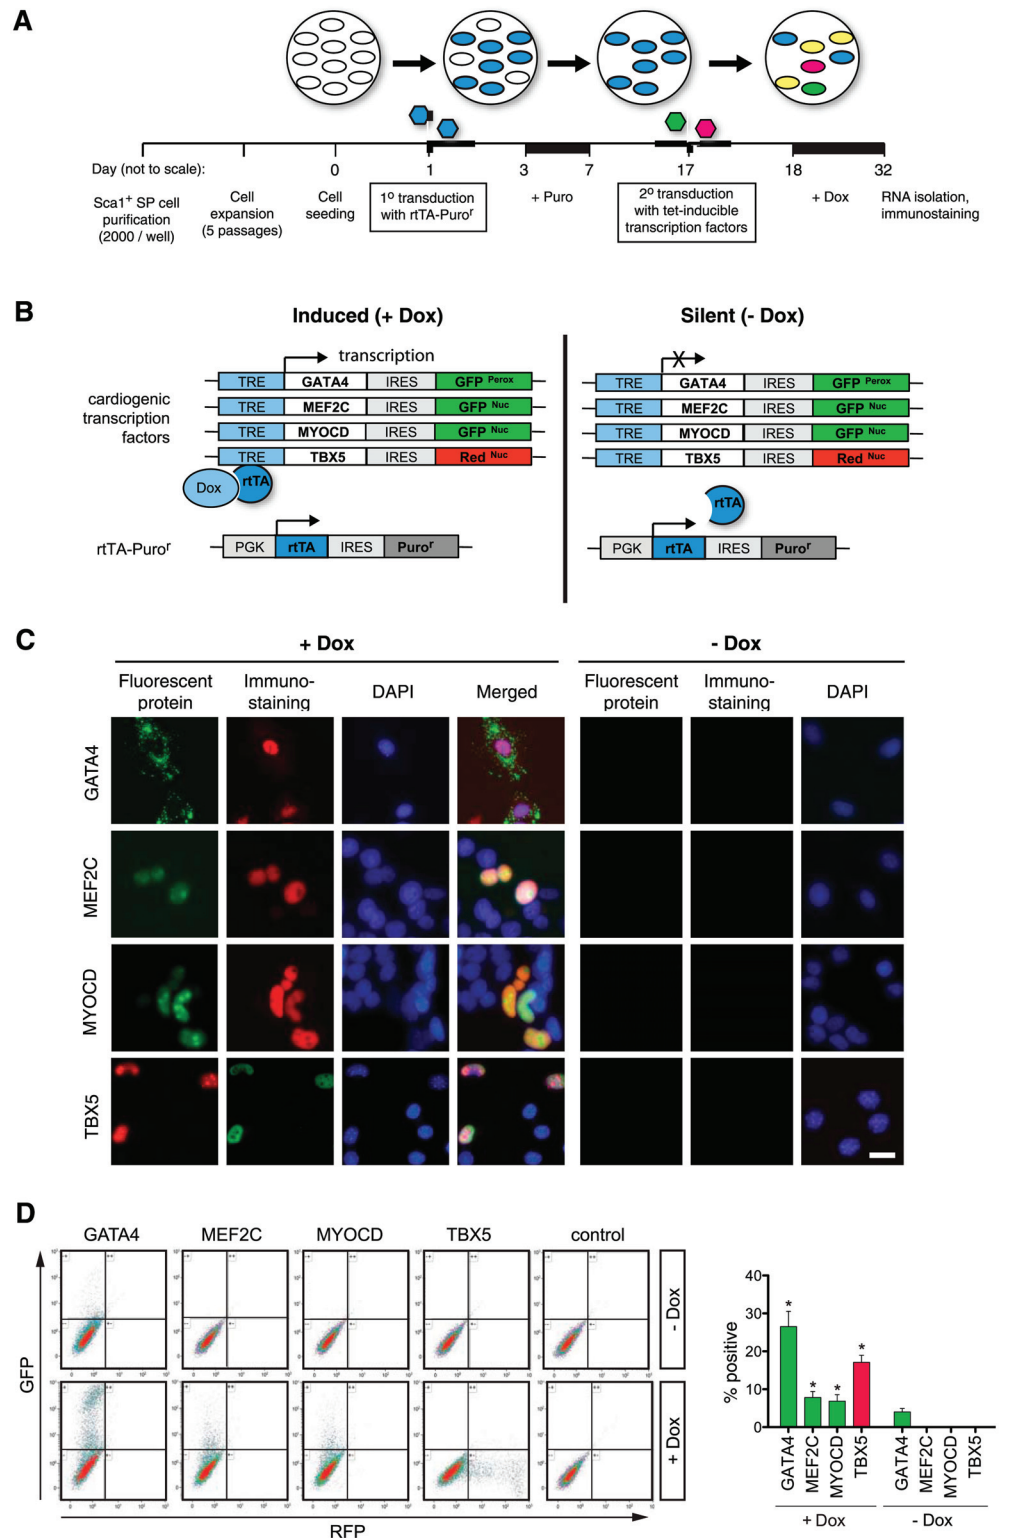 A
Day (not to scale):
0
1
3
7
17
18
32
Sca1+ SP cell
purification
(2000 / well)
Cell
expansion
(5 passages)
Cell
seeding
1º transduction
with rtTA-Puroʳ
+ Puro
2º transduction
with tet-inducible
transcription factors
+ Dox
RNA isolation,
immunostaining
B
Induced (+ Dox)
Silent (- Dox)
transcription
X
cardiogenic
transcription
factors
TRE GATA4 IRES GFP Perox
TRE MEF2C IRES GFP Nuc
TRE MYOCD IRES GFP Nuc
TRE TBX5 IRES Red Nuc
Dox
rtTA
rtTA-Puroʳ
PGK rtTA IRES Puroʳ
TRE GATA4 IRES GFP Perox
TRE MEF2C IRES GFP Nuc
TRE MYOCD IRES GFP Nuc
TRE TBX5 IRES Red Nuc
rtTA
PGK rtTA IRES Puroʳ
C
+ Dox
- Dox
Fluorescent
protein
Immuno-
staining
DAPI
Merged
Fluorescent
protein
Immuno-
staining
DAPI
GATA4
MEF2C
MYOCD
TBX5
D
GATA4
MEF2C
MYOCD
TBX5
control
- Dox
+ Dox
GFP
RFP
% positive
40
30
20
10
0
*
*
*
*
GATA4
MEF2C
MYOCD
TBX5
GATA4
MEF2C
MYOCD
TBX5
+ Dox
- Dox